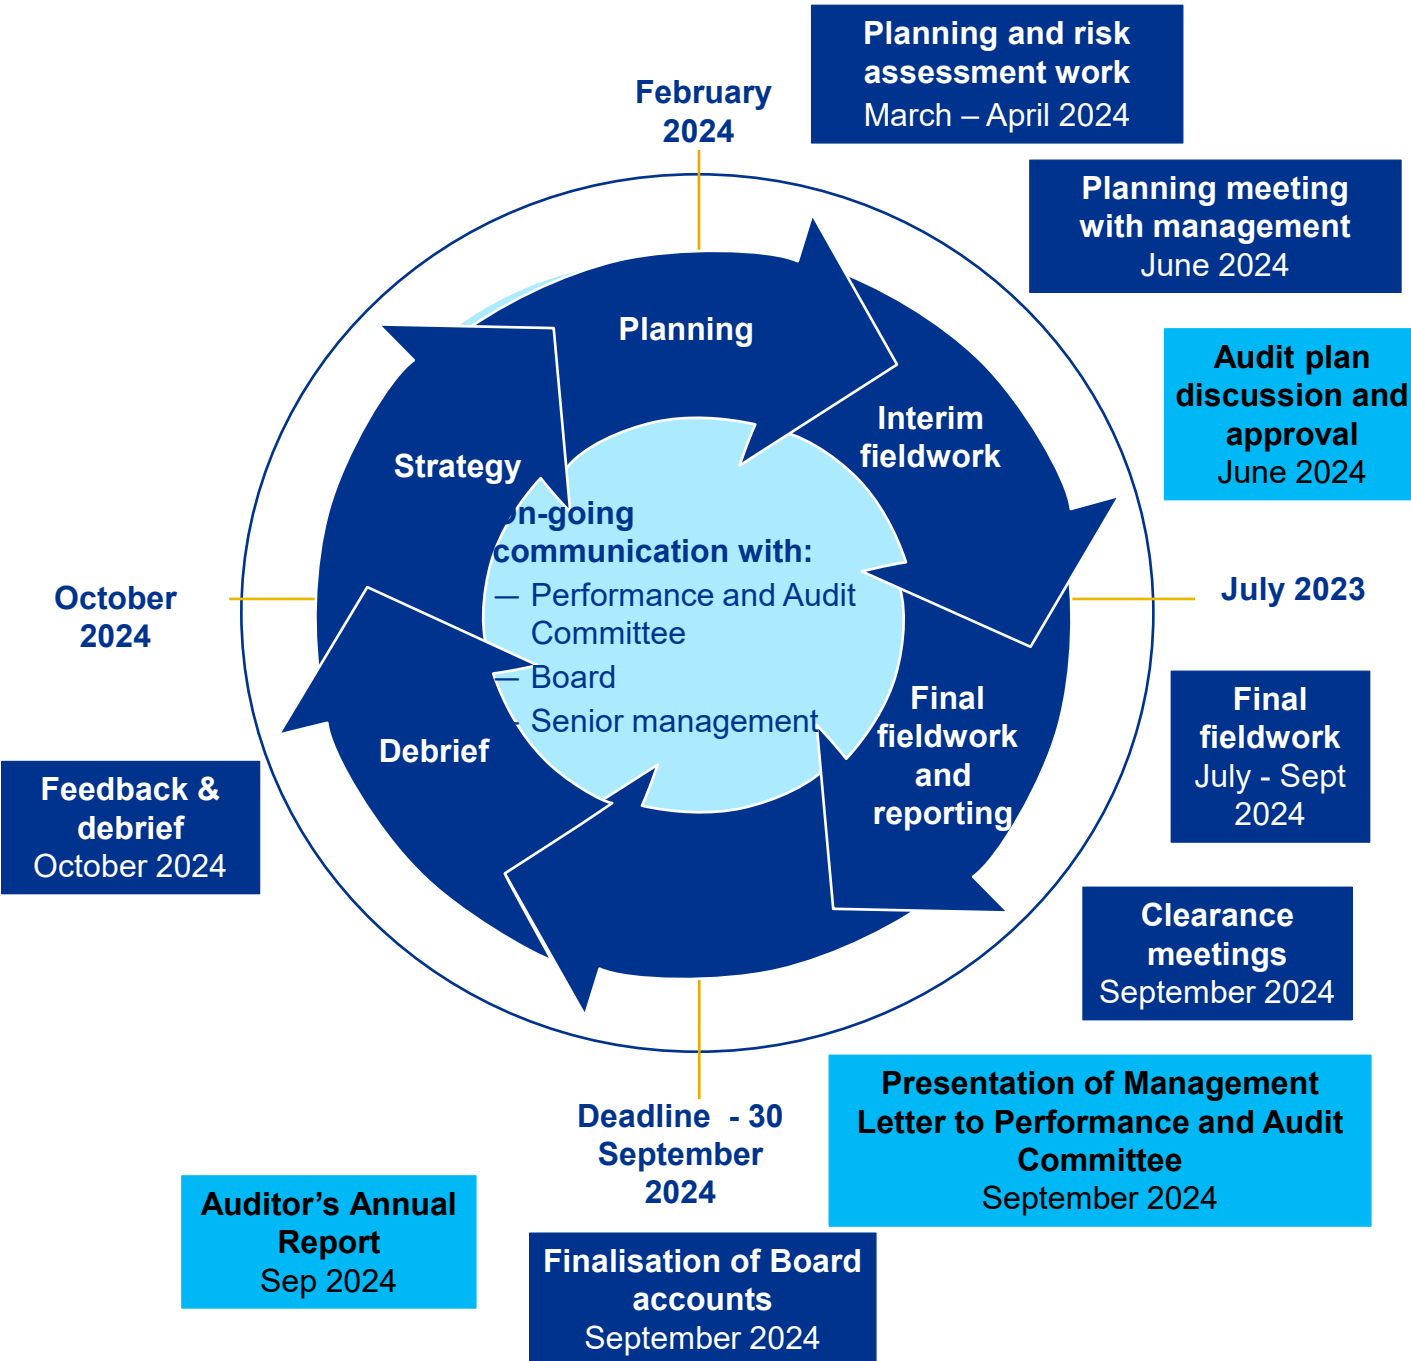 Planning and risk
assessment work
March – April 2024
February
2024
Planning meeting
with management
June 2024
Audit plan
discussion and
approval
June 2024
Planning
Interim
fieldwork
Strategy
On-going
communication with:
— Performance and Audit
Committee
— Board
— Senior management
July 2023
October
2024
Final
fieldwork
and
reporting
Debrief
Final
fieldwork
July - Sept
2024
Feedback &
debrief
October 2024
Clearance
meetings
September 2024
Presentation of Management
Letter to Performance and Audit
Committee
September 2024
Deadline  - 30
September
2024
Auditor’s Annual
Report
Sep 2024
Finalisation of Board
accounts
September 2024